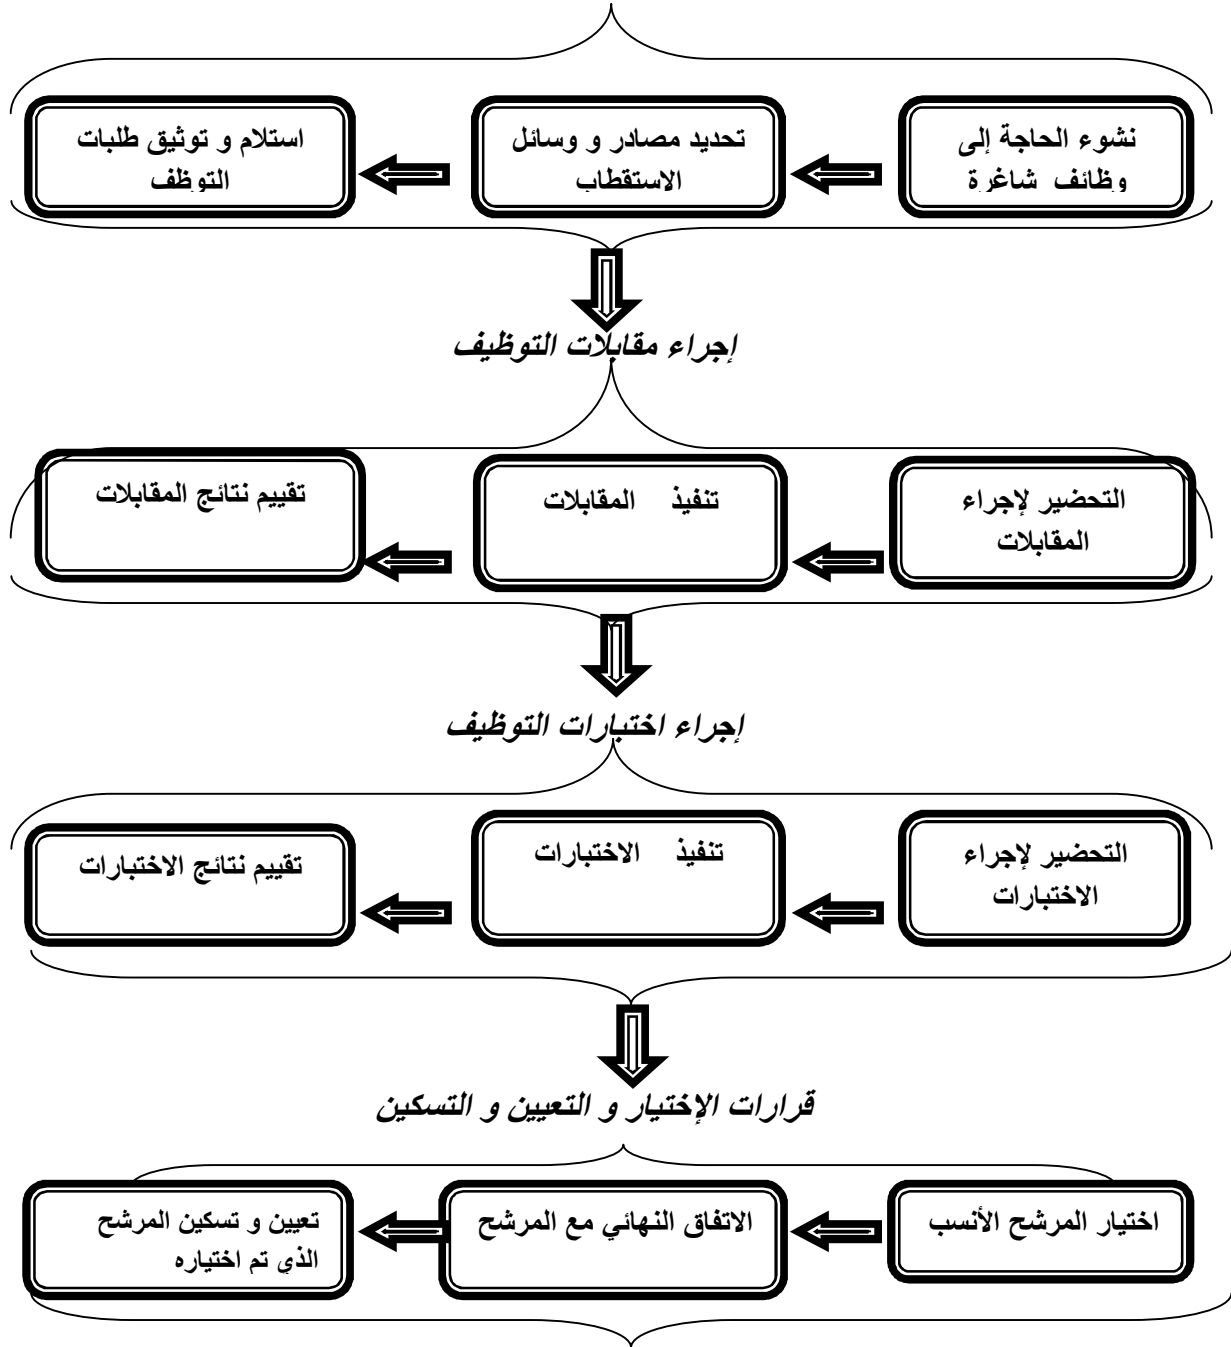 نشوء الحاجة إلى
وظائف شاغرة
تحديد مصادر و وسائل
الاستقطاب
استلام و توثيق طلبات
التوظف
إجراء مقابلات التوظيف
التحضير لإجراء
المقابلات
تنفيذ المقابلات
تقييم نتائج المقابلات
إجراء اختبارات التوظيف
التحضير لإجراء
الاختبارات
تنفيذ الاختبارات
تقييم نتائج الاختبارات
قرارات الإختيار و التعيين و التسكين
اختيار المرشح الأنسب
الاتفاق النهائي مع المرشح
تعيين و تسكين المرشح
الذي تم اختياره